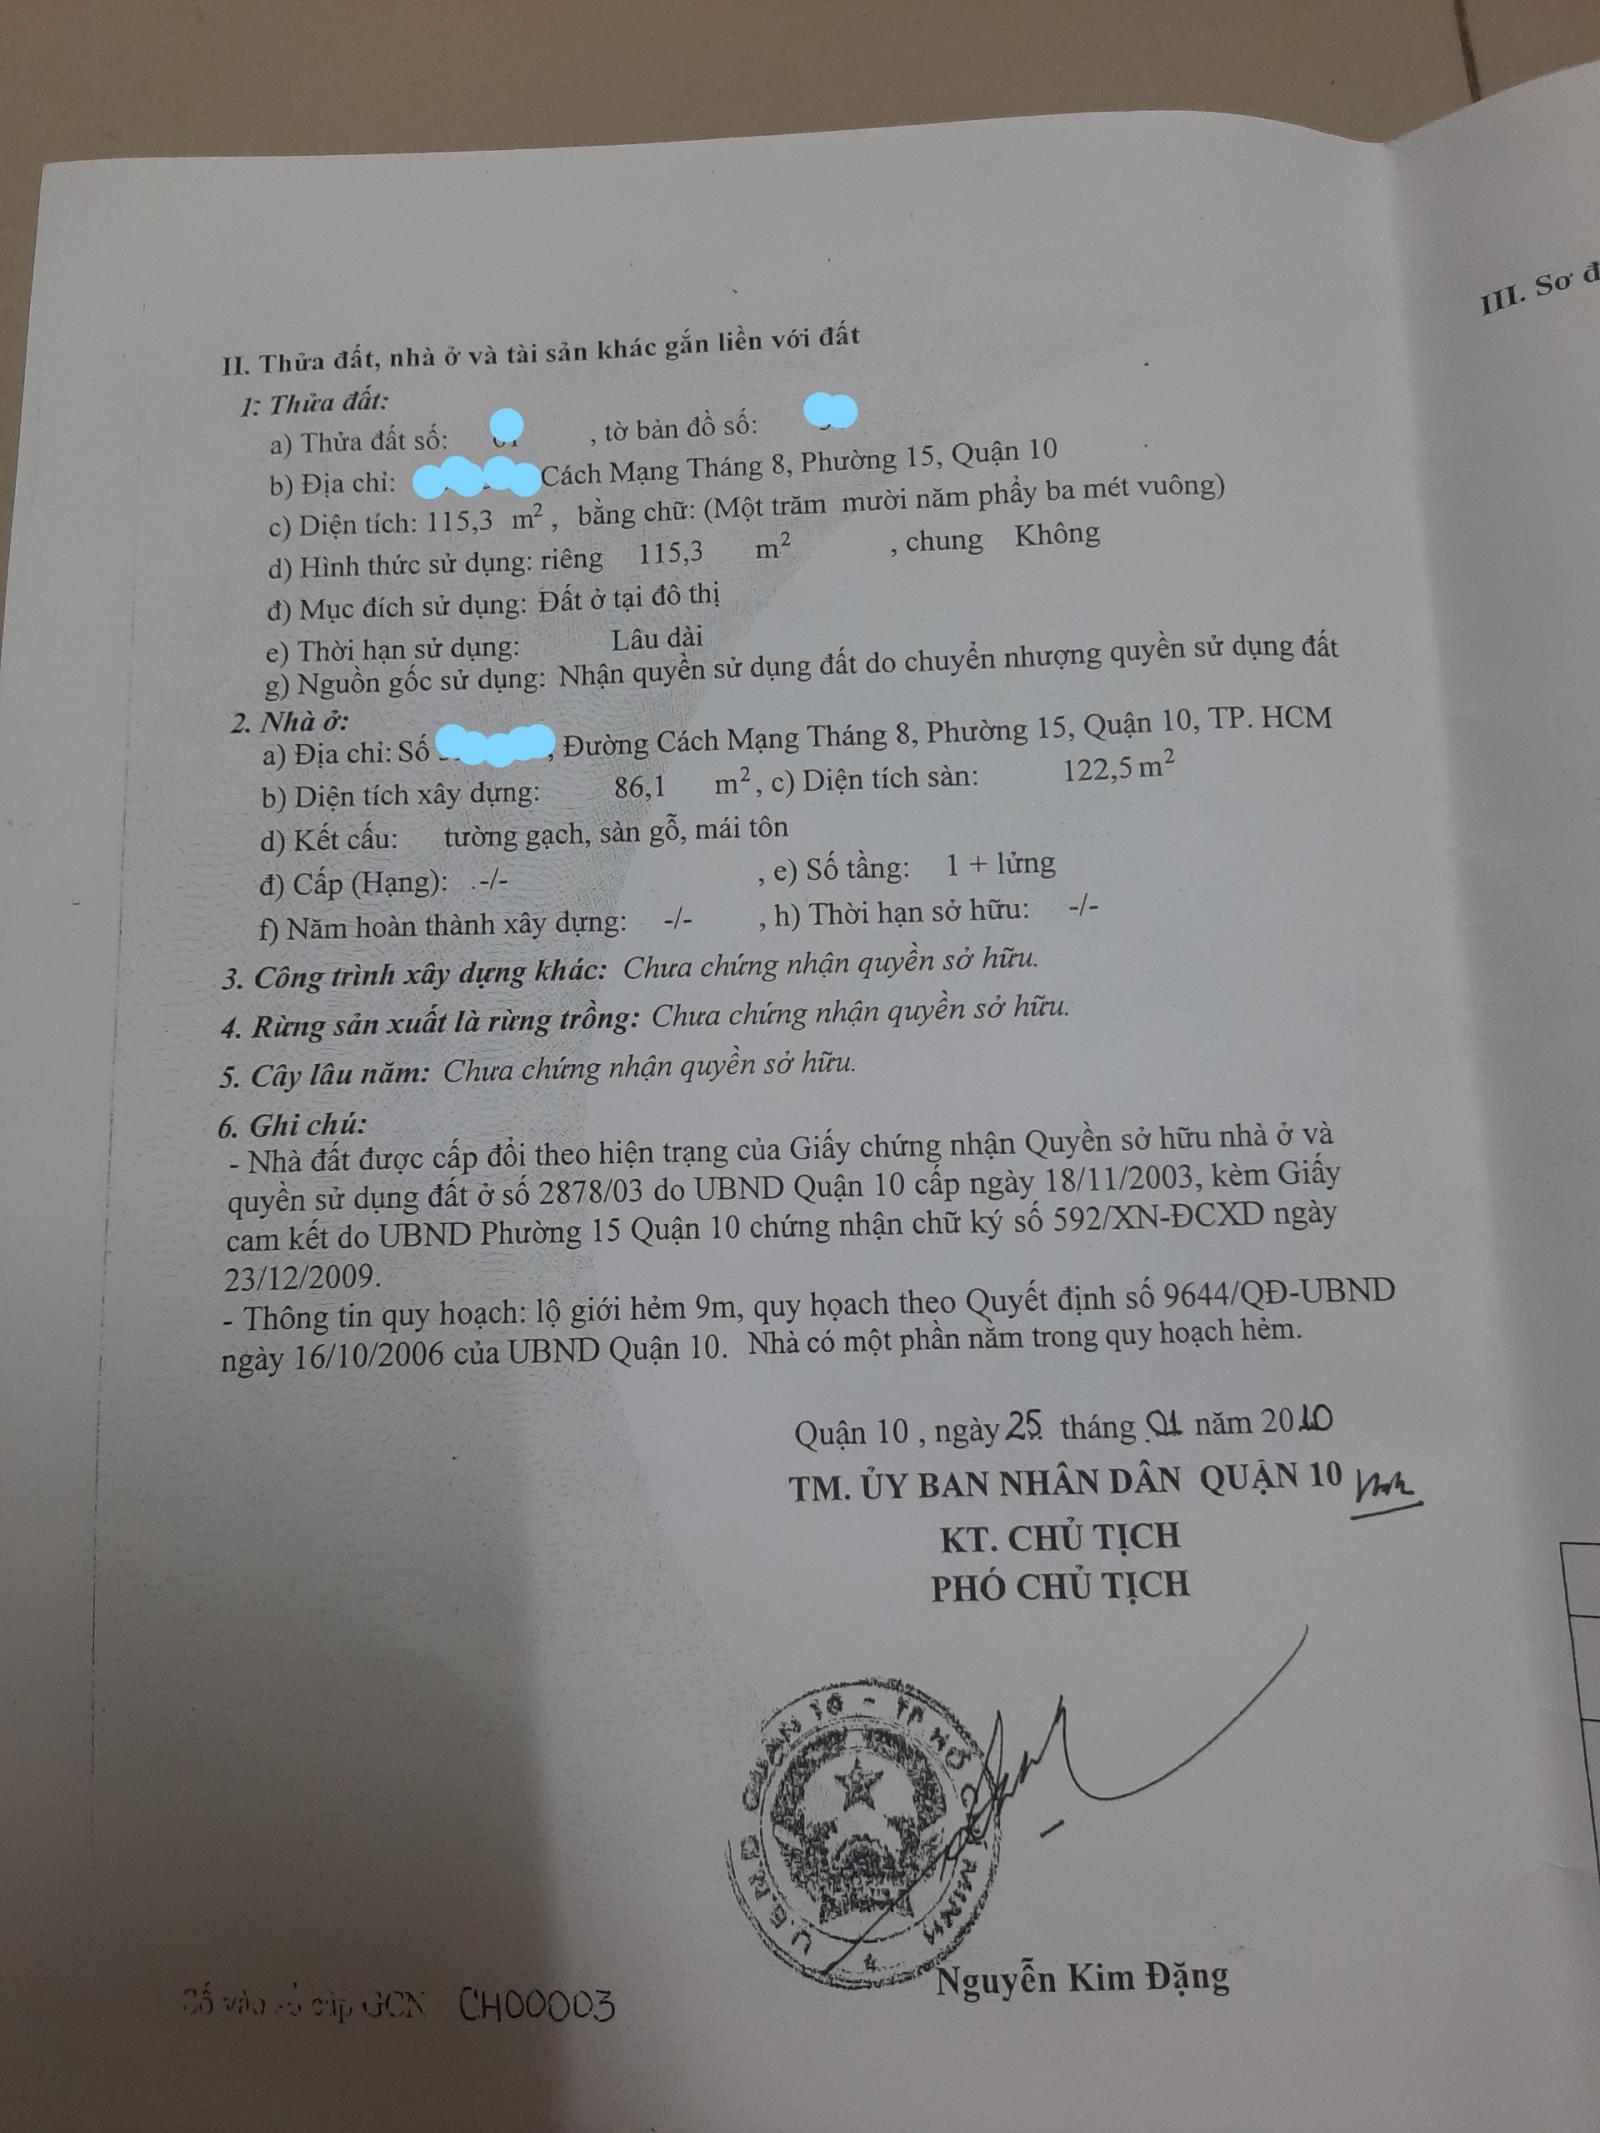 II. Thửa đất, nhà ở và tài sản khác gắn liền với đất
III. Sơ đ
1: Thửa đất:
a) Thửa đất số: , tờ bản đồ số:
b) Địa chỉ: Cách Mạng Tháng 8, Phường 15, Quận 10
c) Diện tích: 115,3 m², bằng chữ: (Một trăm mười năm phẩy ba mét vuông)
d) Hình thức sử dụng: riêng 115,3 m² , chung Không
đ) Mục đích sử dụng: Đất ở tại đô thị
e) Thời hạn sử dụng: Lâu dài
g) Nguồn gốc sử dụng: Nhận quyền sử dụng đất do chuyển nhượng quyền sử dụng đất
2. Nhà ở:
a) Địa chỉ: Số , Đường Cách Mạng Tháng 8, Phường 15, Quận 10, TP. HCM
b) Diện tích xây dựng: 86,1 m², c) Diện tích sàn: 122,5 m²
d) Kết cấu: tường gạch, sàn gỗ, mái tôn
đ) Cấp (Hạng): -/- , e) Số tầng: 1 + lửng
f) Năm hoàn thành xây dựng: -/- , h) Thời hạn sở hữu: -/-
3. Công trình xây dựng khác: Chưa chứng nhận quyền sở hữu.
4. Rừng sản xuất là rừng trồng: Chưa chứng nhận quyền sở hữu.
5. Cây lâu năm: Chưa chứng nhận quyền sở hữu.
6. Ghi chú:
- Nhà đất được cấp đổi theo hiện trạng của Giấy chứng nhận Quyền sở hữu nhà ở và
quyền sử dụng đất ở số 2878/03 do UBND Quận 10 cấp ngày 18/11/2003, kèm Giấy
cam kết do UBND Phường 15 Quận 10 chứng nhận chữ ký số 592/XN-ĐCXD ngày
23/12/2009.
- Thông tin quy hoạch: lộ giới hẻm 9m, quy họach theo Quyết định số 9644/QĐ-UBND
ngày 16/10/2006 của UBND Quận 10. Nhà có một phần nằm trong quy hoạch hẻm.
Quận 10 , ngày 25 tháng 01 năm 2010
TM. ỦY BAN NHÂN DÂN QUẬN 10
KT. CHỦ TỊCH
PHÓ CHỦ TỊCH
U.B.N.D QUẬN 10 - TP. HỒ CHÍ MINH
Nguyễn Kim Đặng
Số vào sổ cấp GCN CH00003